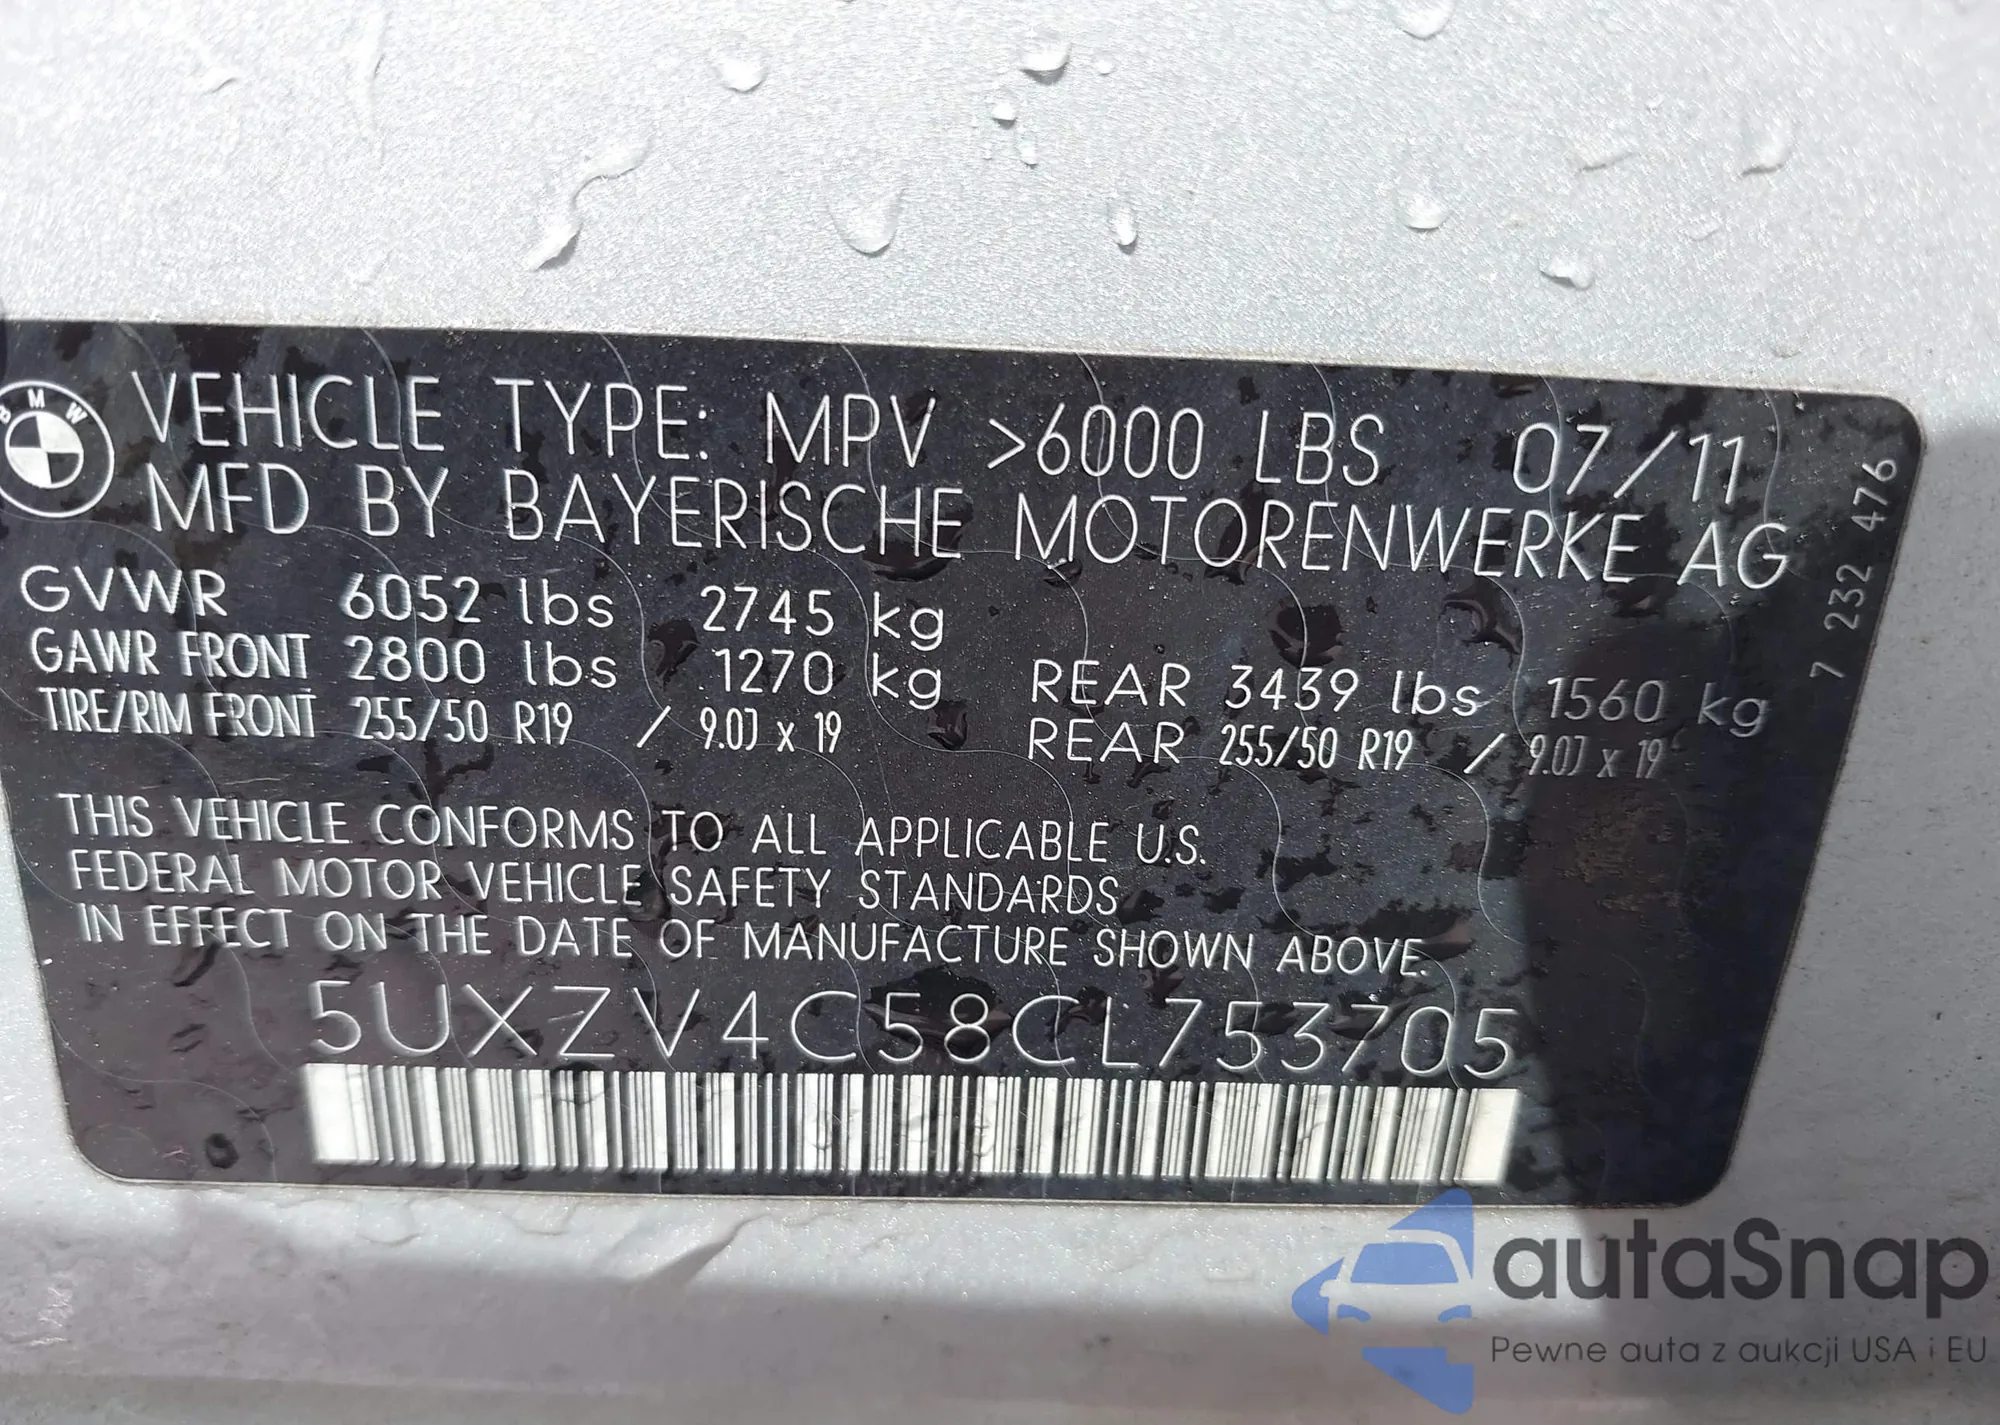 BMW
VEHICLE TYPE: MPV >6000 LBS 07/11
MFD BY BAYERISCHE MOTORENWERKE AG
GVWR 6052 lbs 2745 kg
GAWR FRONT 2800 lbs 1270 kg REAR 3439 lbs 1560 kg
TIRE/RIM FRONT 255/50 R19 / 9.0J x 19 REAR 255/50 R19 / 9.0J x 19
7 232 476
THIS VEHICLE CONFORMS TO ALL APPLICABLE U.S.
FEDERAL MOTOR VEHICLE SAFETY STANDARDS
IN EFFECT ON THE DATE OF MANUFACTURE SHOWN ABOVE.
5UXZV4C58CL753705
autaSnap
Pewne auta z aukcji USA i EU